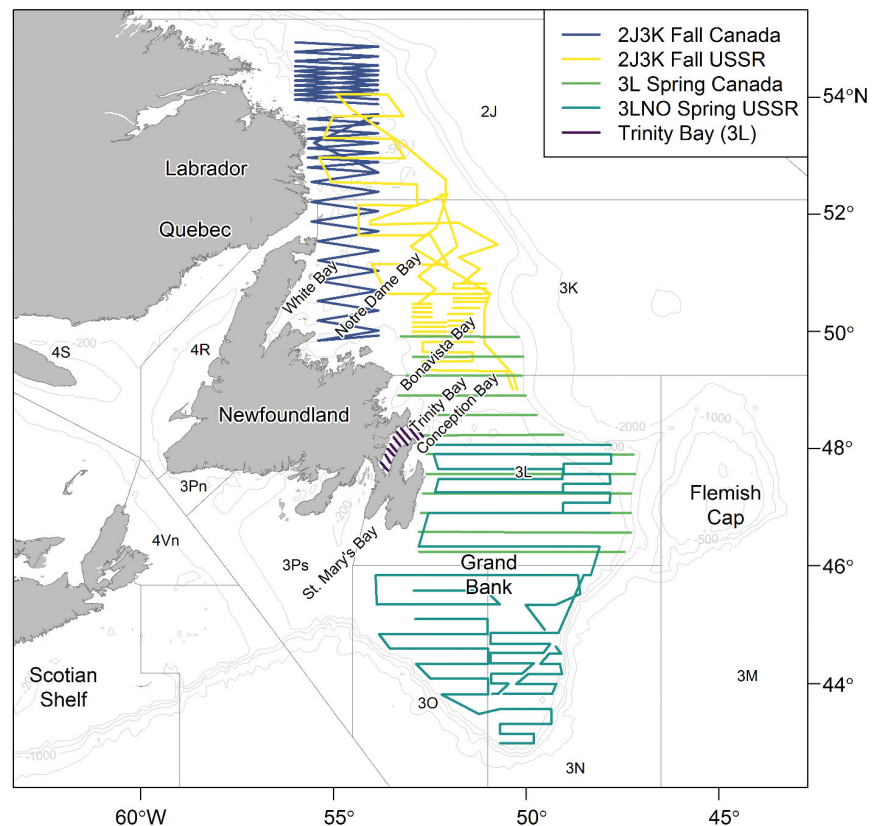 2J3K Fall Canada
2J3K Fall USSR
3L Spring Canada
3LNO Spring USSR
Trinity Bay (3L)
2J
54°N
Labrador
Quebec
52°
White Bay
Notre Dame Bay
3K
50°
-200
4S
4R
Bonavista Bay
Newfoundland
Trinity Bay
Conception Bay
-1000
-2000
48°
3L
3Pn
Flemish
Cap
-200
4Vn
-500
3Ps
St. Mary's Bay
46°
Grand
Bank
Scotian
Shelf
3M
44°
3O
-1000
3N
60°W
55°
50°
45°